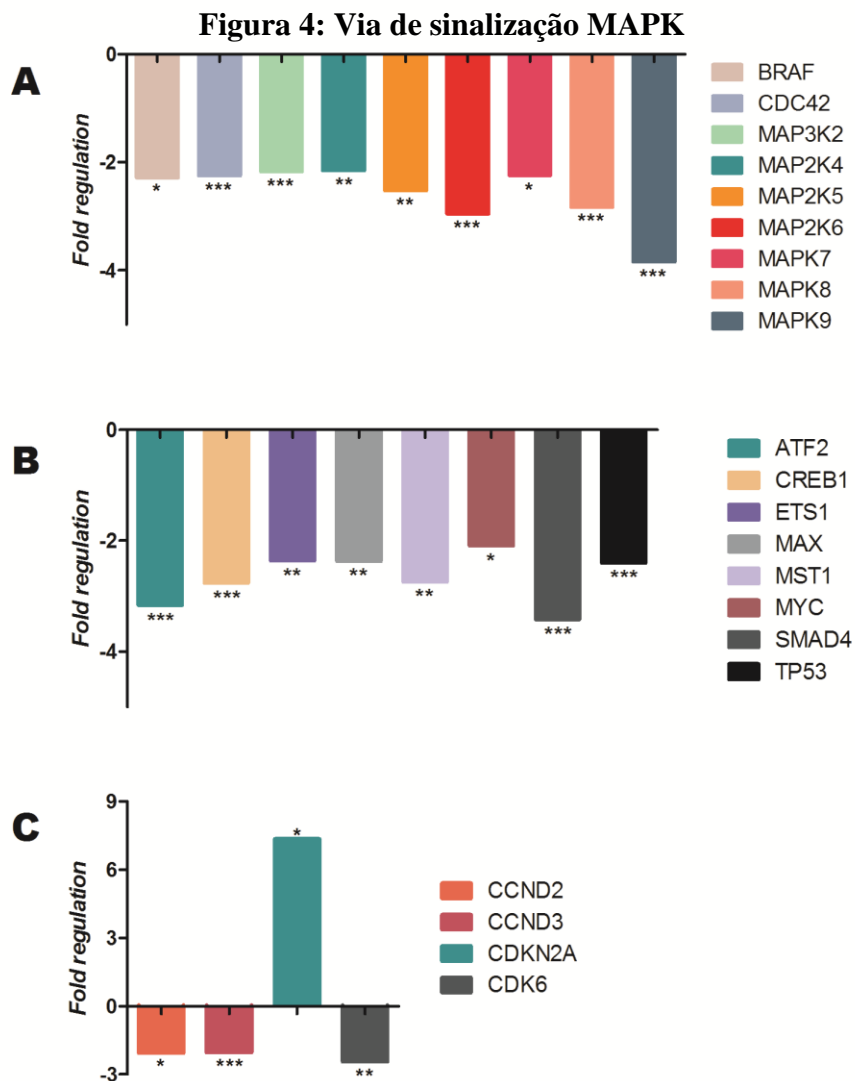 Figura 4: Via de sinalização MAPK
A
Fold regulation
0
-2
-4
* *** *** ** ** *** * *** ***
BRAF
CDC42
MAP3K2
MAP2K4
MAP2K5
MAP2K6
MAPK7
MAPK8
MAPK9
B
Fold regulation
0
-2
-4
*** *** ** ** ** * *** ***
ATF2
CREB1
ETS1
MAX
MST1
MYC
SMAD4
TP53
C
Fold regulation
9
6
3
0
-3
* *** * **
CCND2
CCND3
CDKN2A
CDK6